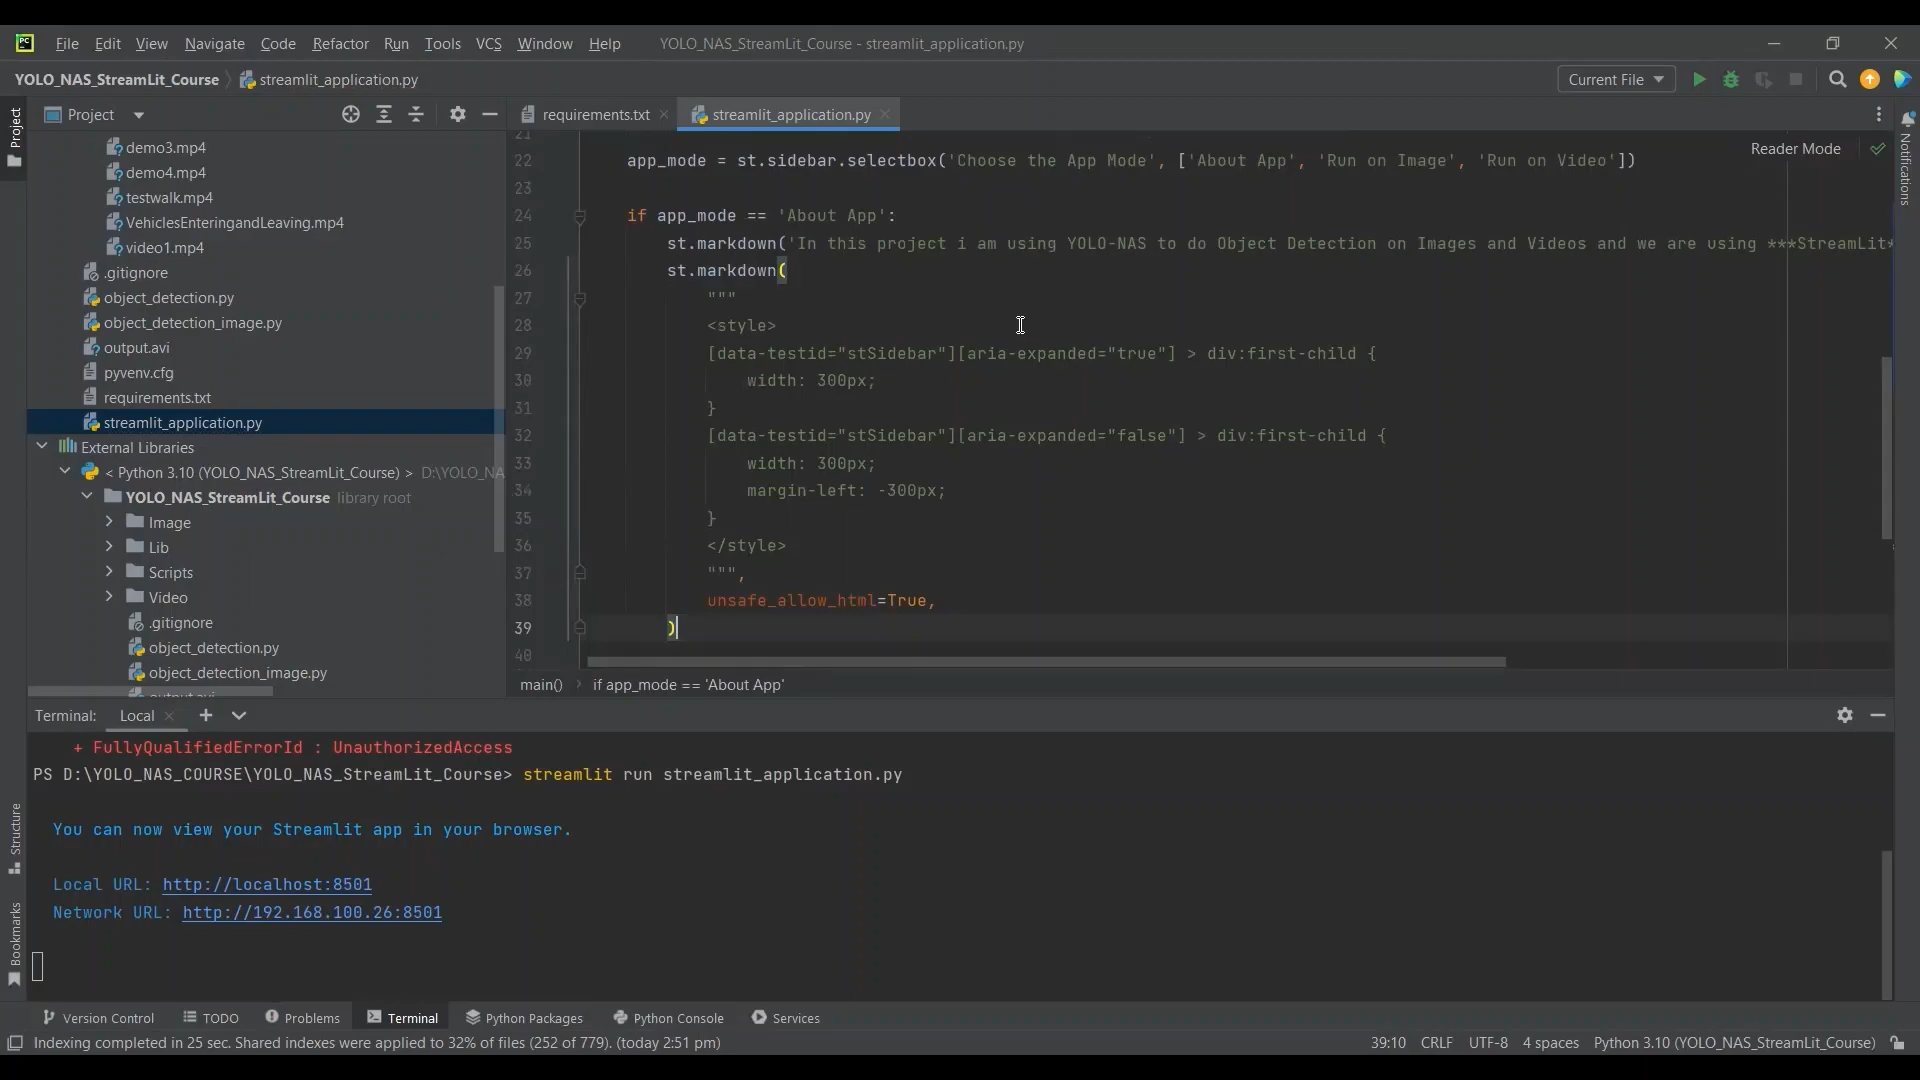 PC File Edit View Navigate Code Refactor Run Tools VCS Window Help YOLO_NAS_StreamLit_Course - streamlit_application.py
YOLO_NAS_StreamLit_Course streamlit_application.py Current File
Project
Project
demo3.mp4
demo4.mp4
testwalk.mp4
VehiclesEnteringandLeaving.mp4
video1.mp4
.gitignore
object_detection.py
object_detection_image.py
output.avi
pyvenv.cfg
requirements.txt
streamlit_application.py
External Libraries
< Python 3.10 (YOLO_NAS_StreamLit_Course) > D:\YOLO_NA
YOLO_NAS_StreamLit_Course library root
Image
Lib
Scripts
Video
.gitignore
object_detection.py
object_detection_image.py
output.avi
requirements.txt streamlit_application.py
Reader Mode
Notifications
21
22 app_mode = st.sidebar.selectbox('Choose the App Mode', ['About App', 'Run on Image', 'Run on Video'])
23
24 if app_mode == 'About App':
25 st.markdown('In this project i am using YOLO-NAS to do Object Detection on Images and Videos and we are using ***StreamLit*
26 st.markdown(
27 """
28 <style>
29 [data-testid="stSidebar"][aria-expanded="true"] > div:first-child {
30 width: 300px;
31 }
32 [data-testid="stSidebar"][aria-expanded="false"] > div:first-child {
33 width: 300px;
34 margin-left: -300px;
35 }
36 </style>
37 """,
38 unsafe_allow_html=True,
39 )
40
main() if app_mode == 'About App'
Terminal: Local
+ FullyQualifiedErrorId : UnauthorizedAccess
PS D:\YOLO_NAS_COURSE\YOLO_NAS_StreamLit_Course> streamlit run streamlit_application.py
You can now view your Streamlit app in your browser.
Local URL: http://localhost:8501
Network URL: http://192.168.100.26:8501
Structure
Bookmarks
Version Control TODO Problems Terminal Python Packages Python Console Services
Indexing completed in 25 sec. Shared indexes were applied to 32% of files (252 of 779). (today 2:51 pm) 39:10 CRLF UTF-8 4 spaces Python 3.10 (YOLO_NAS_StreamLit_Course)